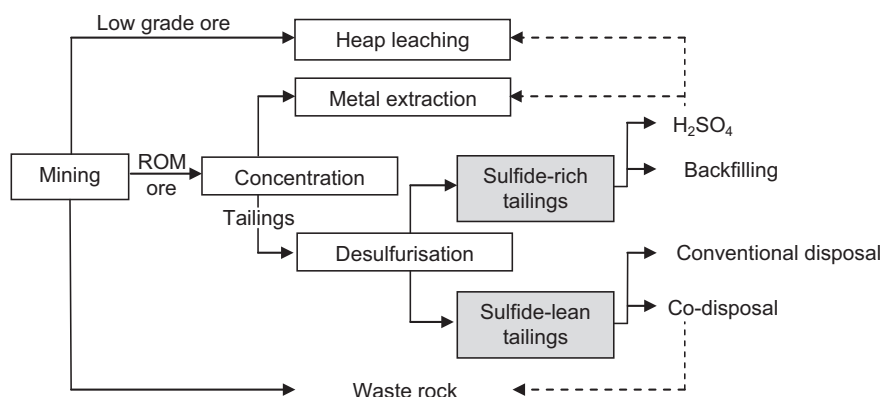 Low grade ore
Heap leaching
Metal extraction
H₂SO₄
Mining
ROM
ore
Concentration
Sulfide-rich
tailings
Backfilling
Tailings
Desulfurisation
Conventional disposal
Sulfide-lean
tailings
Co-disposal
Waste rock